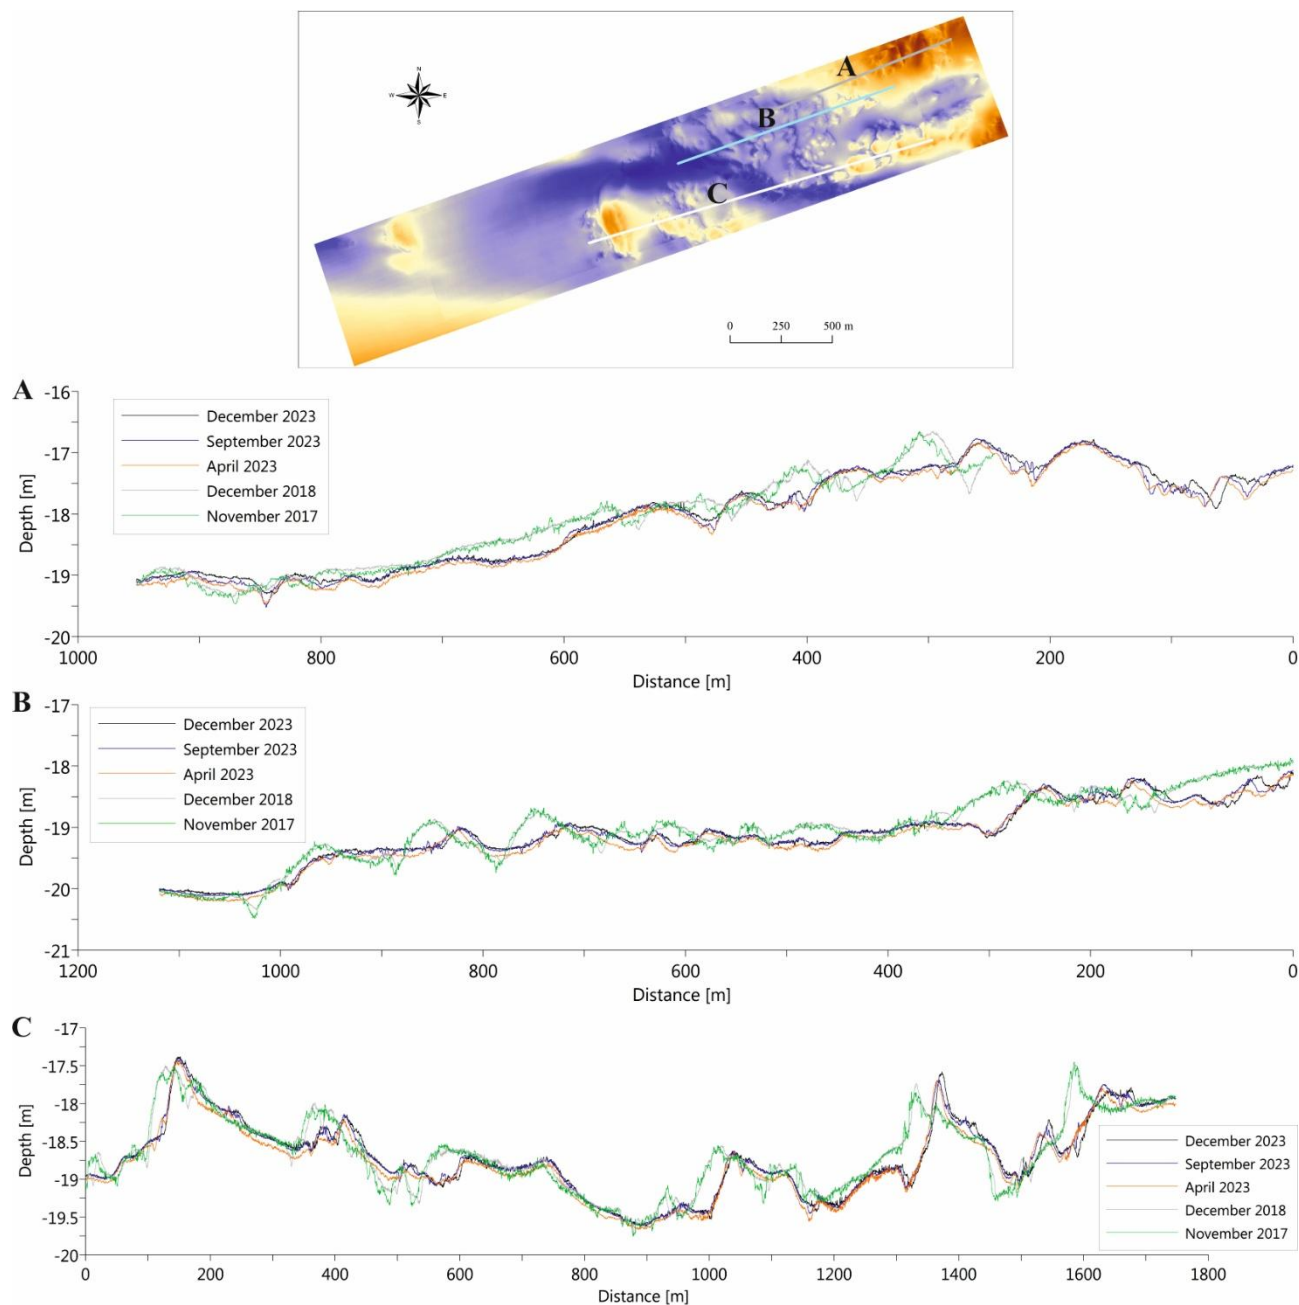 N
W E
S
A
B
C
0 250 500 m
A
-16
-17
-18
-19
-20
Depth [m]
December 2023
September 2023
April 2023
December 2018
November 2017
1000 800 600 400 200 0
Distance [m]
B
-17
-18
-19
-20
-21
Depth [m]
December 2023
September 2023
April 2023
December 2018
November 2017
1200 1000 800 600 400 200 0
Distance [m]
C
-17
-17.5
-18
-18.5
-19
-19.5
-20
Depth [m]
December 2023
September 2023
April 2023
December 2018
November 2017
0 200 400 600 800 1000 1200 1400 1600 1800
Distance [m]